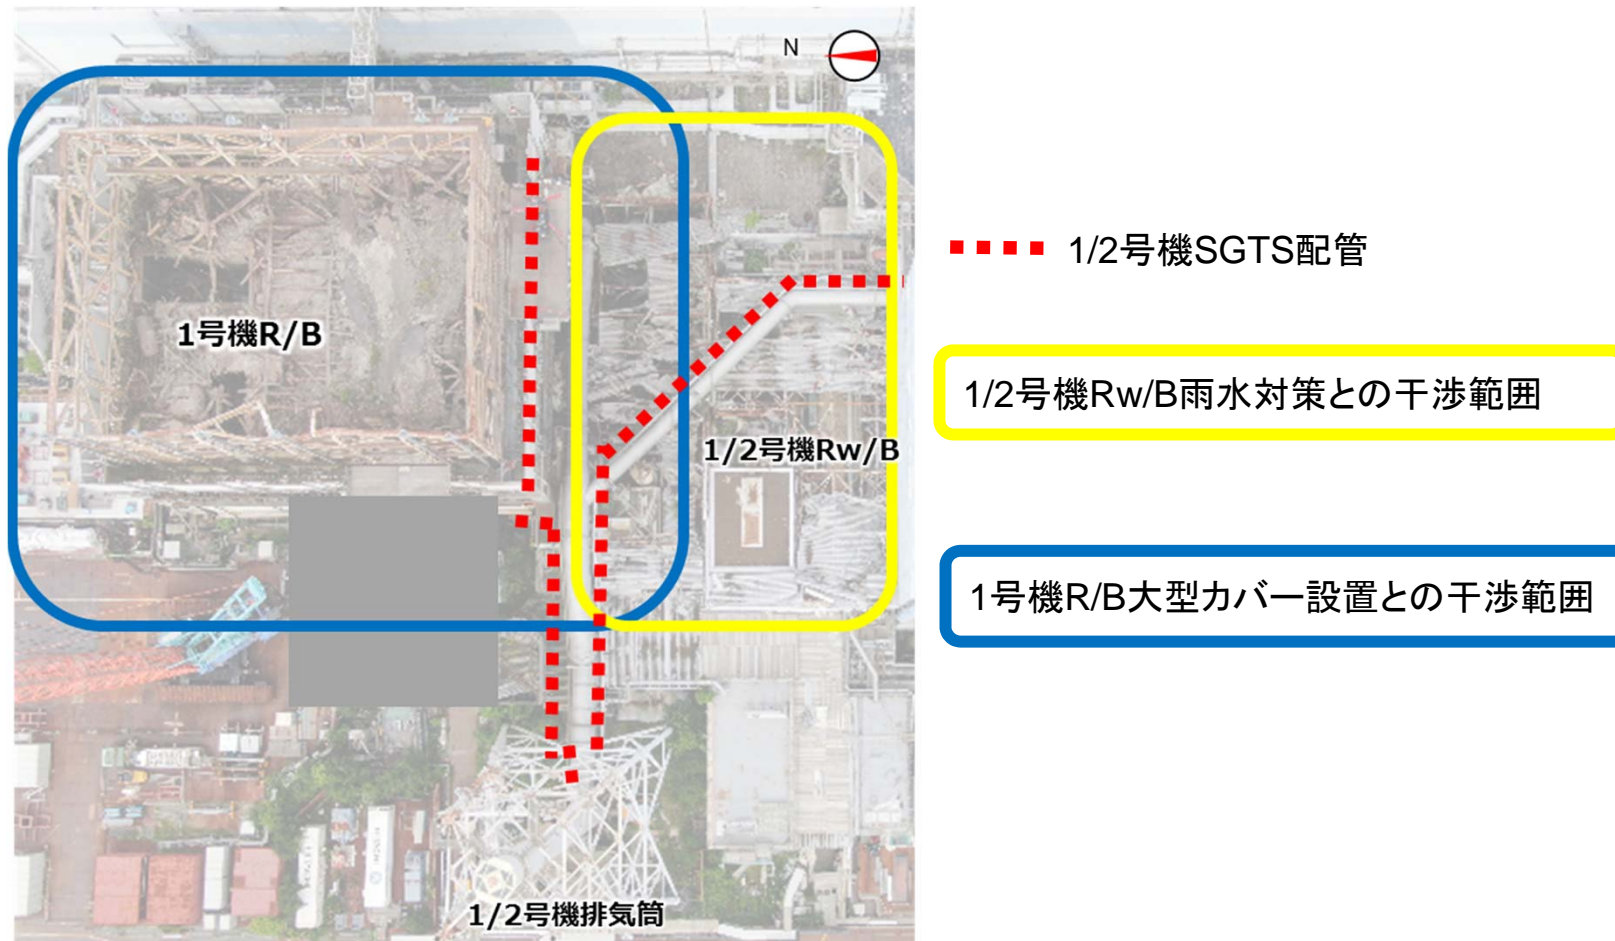 N
1/2号機SGTS配管
1号機R/B
1/2号機Rw/B雨水対策との干渉範囲
1/2号機Rw/B
1号機R/B大型カバー設置との干渉範囲
1/2号機排気筒